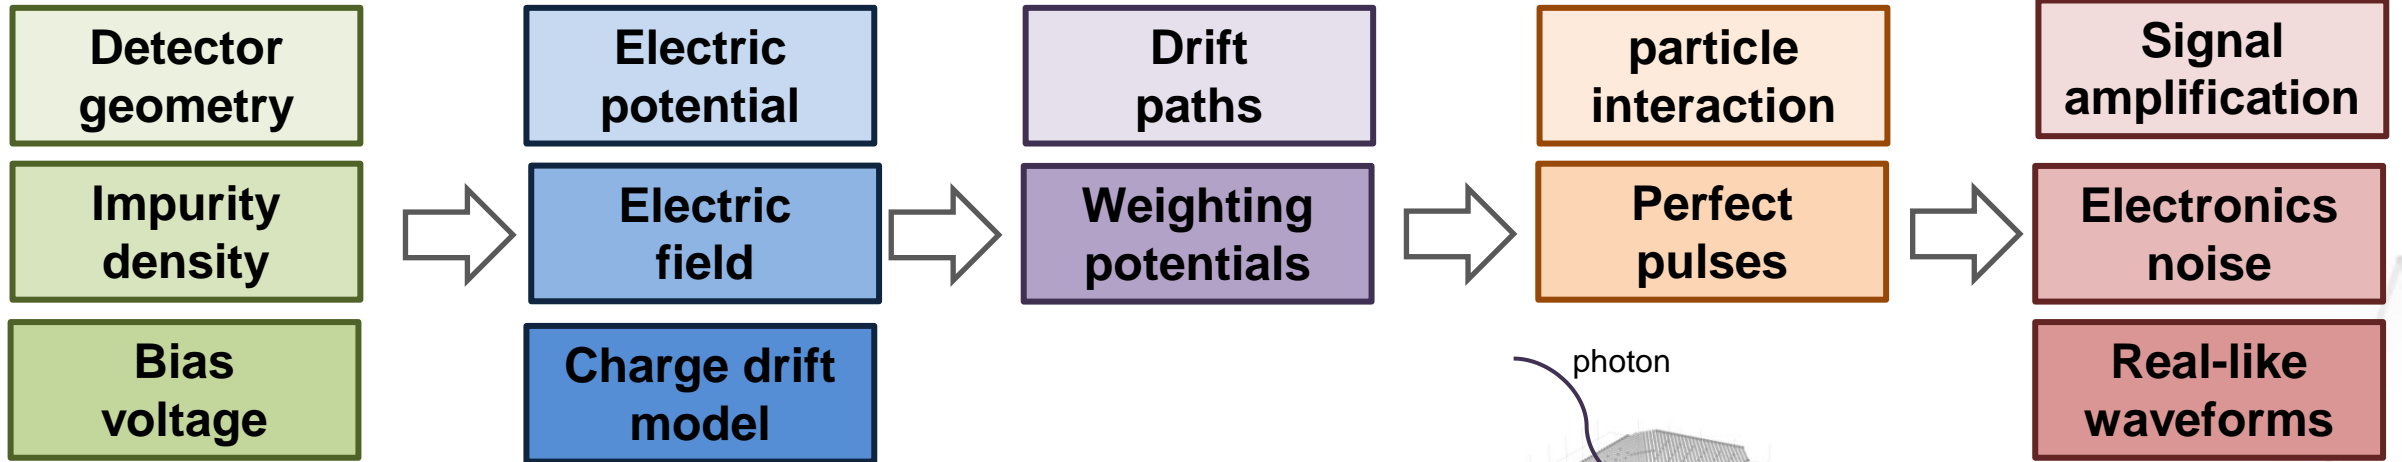 Detector
geometry
Impurity
density
Bias
voltage
Electric
potential
Electric
field
Charge drift
model
Drift
paths
Weighting
potentials
particle
interaction
Perfect
pulses
photon
Signal
amplification
Electronics
noise
Real-like
waveforms